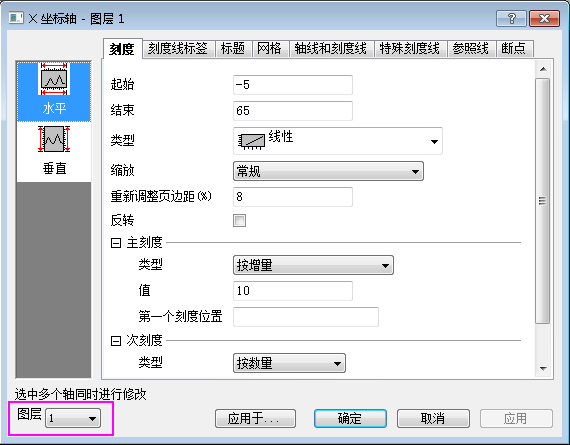 X 坐标轴 - 图层 1
刻度 刻度线标签 标题 网格 轴线和刻度线 特殊刻度线 参照线 断点
水平
垂直
起始 -5
结束 65
类型 线性
缩放 常规
重新调整页边距(%) 8
反转
主刻度
类型 按增量
值 10
第一个刻度位置
次刻度
类型 按数量
选中多个轴同时进行修改
图层 1 应用于... 确定 取消 应用